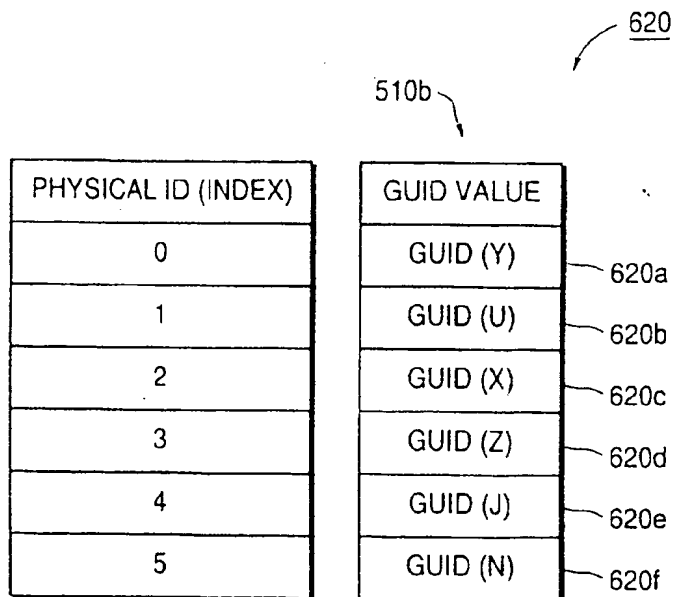 620
510b
PHYSICAL ID (INDEX) GUID VALUE
0 GUID (Y) 620a
1 GUID (U) 620b
2 GUID (X) 620c
3 GUID (Z) 620d
4 GUID (J) 620e
5 GUID (N) 620f